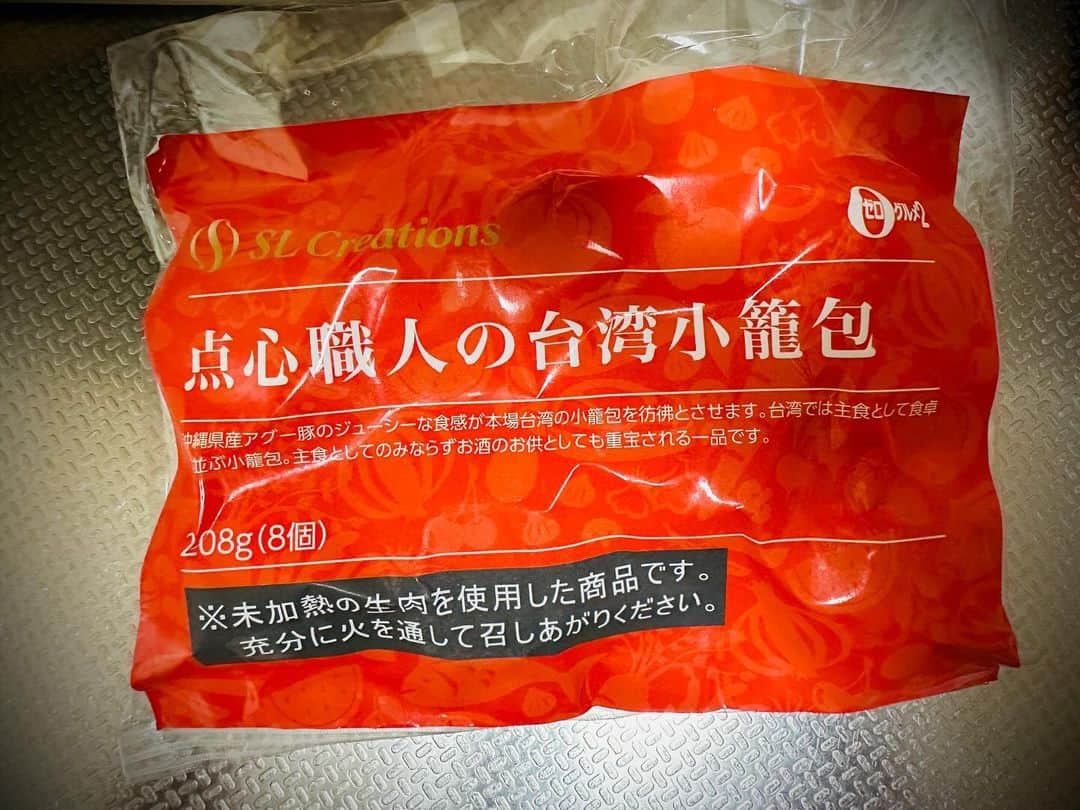 SL Creations
ゼログルメ
点心職人の台湾小籠包
沖縄県産アグー豚のジューシーな食感が本場台湾の小籠包を彷彿とさせます。台湾では主食として食卓
並ぶ小籠包。主食としてのみならずお酒のお供としても重宝される一品です。
208g(8個)
※未加熱の生肉を使用した商品です。
充分に火を通して召しあがりください。